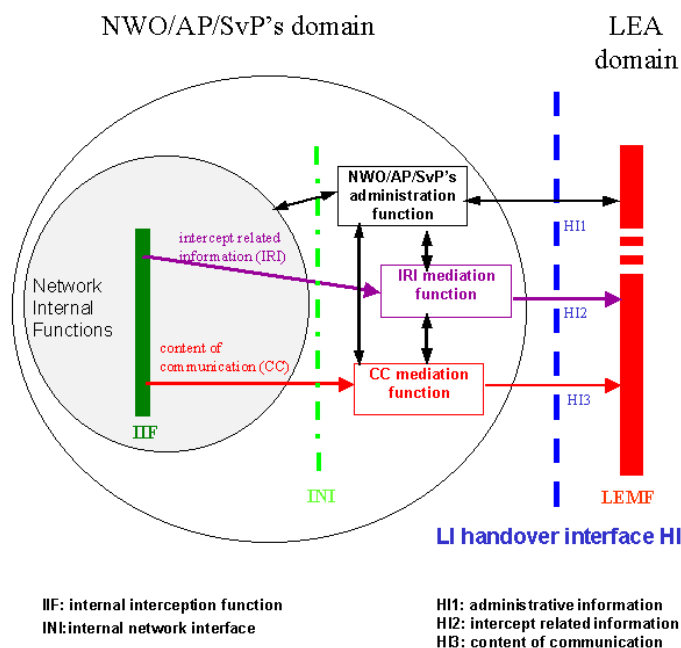 NWO/AP/SvP's domain
LEA
domain
NWO/AP/SvP's
administration
function
HI1
intercept related
information (IRI)
IRI mediation
function
HI2
Network
Internal
Functions
content of
communication (CC)
CC mediation
function
HI3
IIF
INI
LEMF
LI handover interface HI
IIF: internal interception function
INI:internal network interface
HI1: administrative information
HI2: intercept related information
HI3: content of communication